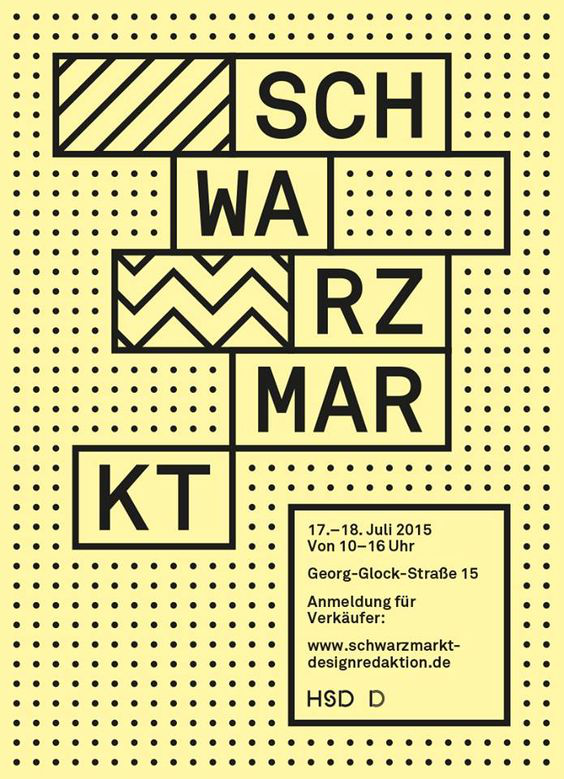 SCH
WA
RZ
MAR
KT
17.–18. Juli 2015
Von 10–16 Uhr
Georg-Glock-Straße 15
Anmeldung für
Verkäufer:
www.schwarzmarkt-
designredaktion.de
HSD D